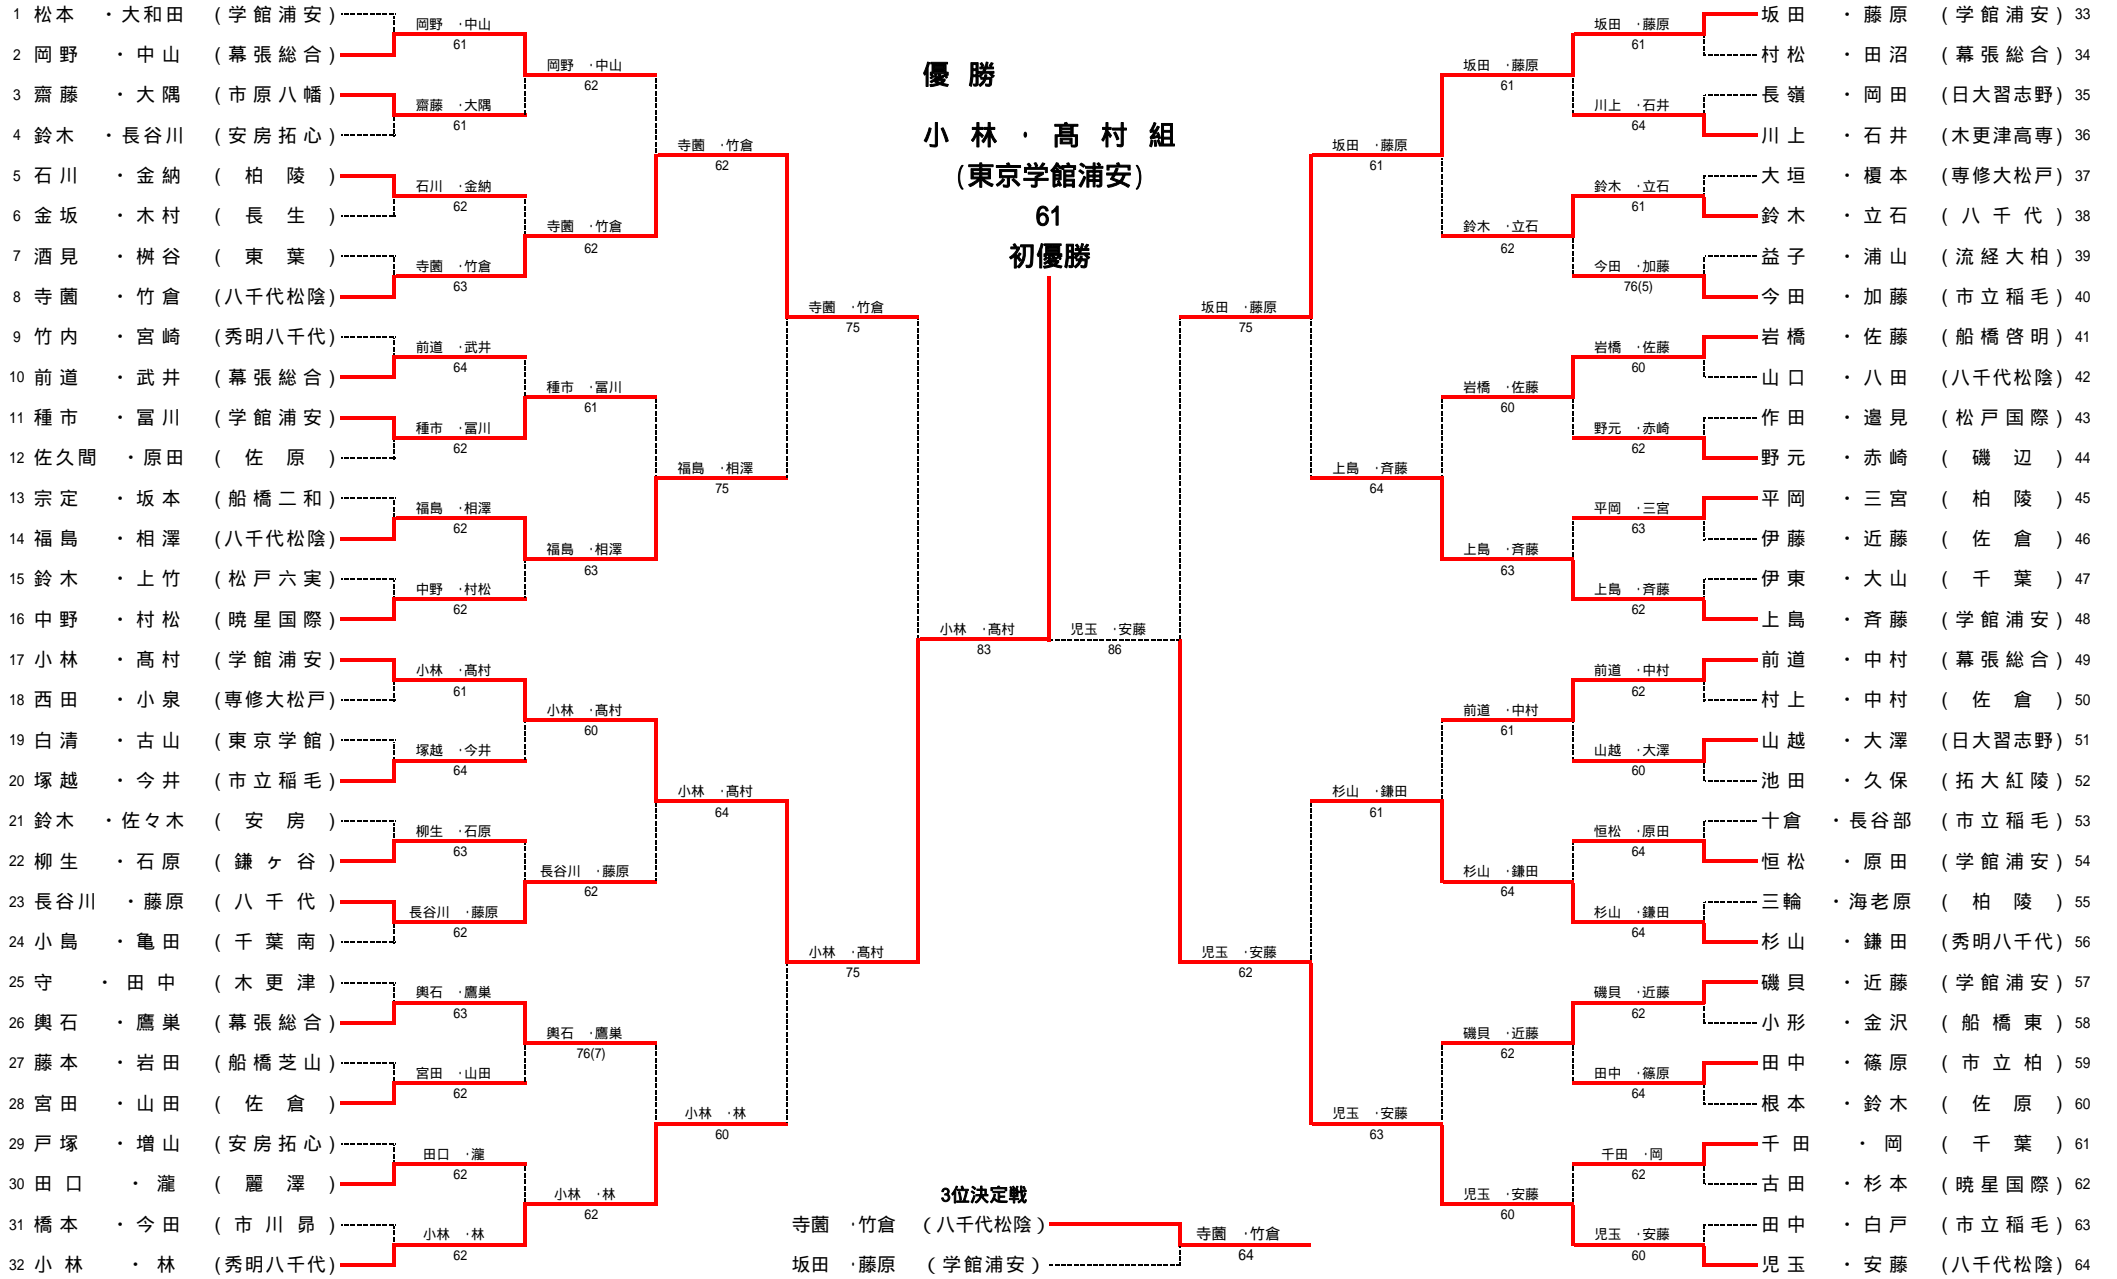 1 松本 ・大和田 (学館浦安)
2 岡野 ・中山 (幕張総合)
3 齋藤 ・大隅 (市原八幡)
4 鈴木 ・長谷川 (安房拓心)
5 石川 ・金納 (柏陵)
6 金坂 ・木村 (長生)
7 酒見 ・桝谷 (東葉)
8 寺薗 ・竹倉 (八千代松陰)
9 竹内 ・宮崎 (秀明八千代)
10 前道 ・武井 (幕張総合)
11 種市 ・冨川 (学館浦安)
12 佐久間 ・原田 (佐原)
13 宗定 ・坂本 (船橋二和)
14 福島 ・相澤 (八千代松陰)
15 鈴木 ・上竹 (松戸六実)
16 中野 ・村松 (暁星国際)
17 小林 ・髙村 (学館浦安)
18 西田 ・小泉 (専修大松戸)
19 白清 ・古山 (東京学館)
20 塚越 ・今井 (市立稲毛)
21 鈴木 ・佐々木 (安房)
22 柳生 ・石原 (鎌ヶ谷)
23 長谷川 ・藤原 (八千代)
24 小島 ・亀田 (千葉南)
25 守 ・田中 (木更津)
26 輿石 ・鷹巣 (幕張総合)
27 藤本 ・岩田 (船橋芝山)
28 宮田 ・山田 (佐倉)
29 戸塚 ・増山 (安房拓心)
30 田口 ・瀧 (麗澤)
31 橋本 ・今田 (市川昴)
32 小林 ・林 (秀明八千代)
岡野 ・中山
61
齋藤 ・大隅
61
石川 ・金納
62
寺薗 ・竹倉
63
前道 ・武井
64
種市 ・冨川
62
福島 ・相澤
62
中野 ・村松
62
小林 ・髙村
61
塚越 ・今井
64
柳生 ・石原
63
長谷川 ・藤原
62
輿石 ・鷹巣
63
宮田 ・山田
62
田口 ・瀧
62
小林 ・林
62
岡野 ・中山
62
寺薗 ・竹倉
62
種市 ・冨川
61
福島 ・相澤
63
小林 ・髙村
60
長谷川 ・藤原
62
輿石 ・鷹巣
76(7)
小林 ・林
62
寺薗 ・竹倉
62
福島 ・相澤
75
小林 ・髙村
64
小林 ・林
60
寺薗 ・竹倉
75
小林 ・髙村
75
小林 ・髙村
83
優勝
小林・髙村組
(東京学館浦安)
61
初優勝
児玉 ・安藤
86
坂田 ・藤原
75
児玉 ・安藤
62
坂田 ・藤原
61
上島 ・斉藤
64
杉山 ・鎌田
61
児玉 ・安藤
63
坂田 ・藤原
61
鈴木 ・立石
62
岩橋 ・佐藤
60
上島 ・斉藤
63
前道 ・中村
61
杉山 ・鎌田
64
磯貝 ・近藤
62
児玉 ・安藤
60
坂田 ・藤原
61
川上 ・石井
64
鈴木 ・立石
61
今田 ・加藤
76(5)
岩橋 ・佐藤
60
野元 ・赤崎
62
平岡 ・三宮
63
上島 ・斉藤
62
前道 ・中村
62
山越 ・大澤
60
恒松 ・原田
64
杉山 ・鎌田
64
磯貝 ・近藤
62
田中 ・篠原
64
千田 ・岡
62
児玉 ・安藤
60
坂田 ・藤原 (学館浦安) 33
村松 ・田沼 (幕張総合) 34
長嶺 ・岡田 (日大習志野) 35
川上 ・石井 (木更津高専) 36
大垣 ・榎本 (専修大松戸) 37
鈴木 ・立石 (八千代) 38
益子 ・浦山 (流経大柏) 39
今田 ・加藤 (市立稲毛) 40
岩橋 ・佐藤 (船橋啓明) 41
山口 ・八田 (八千代松陰) 42
作田 ・邉見 (松戸国際) 43
野元 ・赤崎 (磯辺) 44
平岡 ・三宮 (柏陵) 45
伊藤 ・近藤 (佐倉) 46
伊東 ・大山 (千葉) 47
上島 ・斉藤 (学館浦安) 48
前道 ・中村 (幕張総合) 49
村上 ・中村 (佐倉) 50
山越 ・大澤 (日大習志野) 51
池田 ・久保 (拓大紅陵) 52
十倉 ・長谷部 (市立稲毛) 53
恒松 ・原田 (学館浦安) 54
三輪 ・海老原 (柏陵) 55
杉山 ・鎌田 (秀明八千代) 56
磯貝 ・近藤 (学館浦安) 57
小形 ・金沢 (船橋東) 58
田中 ・篠原 (市立柏) 59
根本 ・鈴木 (佐原) 60
千田 ・岡 (千葉) 61
古田 ・杉本 (暁星国際) 62
田中 ・白戸 (市立稲毛) 63
児玉 ・安藤 (八千代松陰) 64
3位決定戦
寺薗 ・竹倉 (八千代松陰)
坂田 ・藤原 (学館浦安)
寺薗 ・竹倉
64